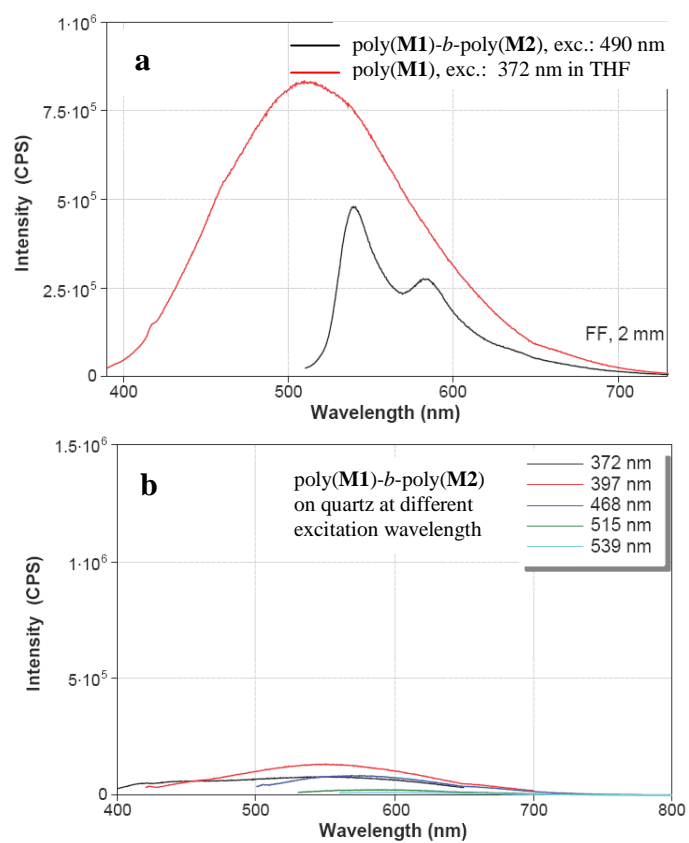 1·10⁶
a
poly(M1)-b-poly(M2), exc.: 490 nm
poly(M1), exc.: 372 nm in THF
7.5·10⁵
5·10⁵
2.5·10⁵
0
Intensity (CPS)
FF, 2 mm
400 500 600 700
Wavelength (nm)
1.5·10⁶
b
poly(M1)-b-poly(M2)
on quartz at different
excitation wavelength
372 nm
397 nm
468 nm
515 nm
539 nm
1·10⁶
5·10⁵
0
Intensity (CPS)
400 500 600 700 800
Wavelength (nm)